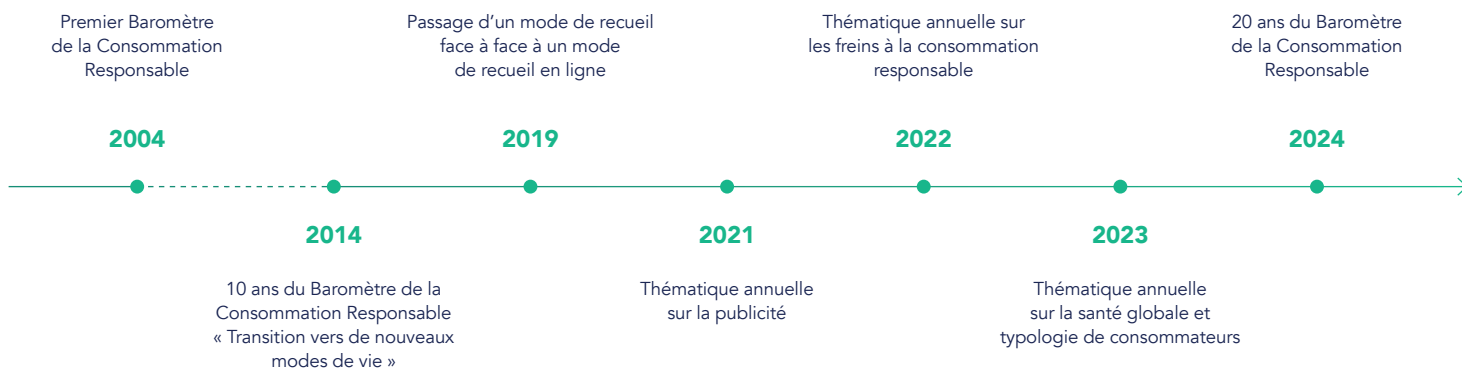 Premier Baromètre
de la Consommation
Responsable
2004
10 ans du Baromètre de la
Consommation Responsable
« Transition vers de nouveaux
modes de vie »
2014
Passage d’un mode de recueil
face à face à un mode
de recueil en ligne
2019
2021
Thématique annuelle
sur la publicité
Thématique annuelle sur
les freins à la consommation
responsable
2022
2023
Thématique annuelle
sur la santé globale et
typologie de consommateurs
20 ans du Baromètre
de la Consommation
Responsable
2024